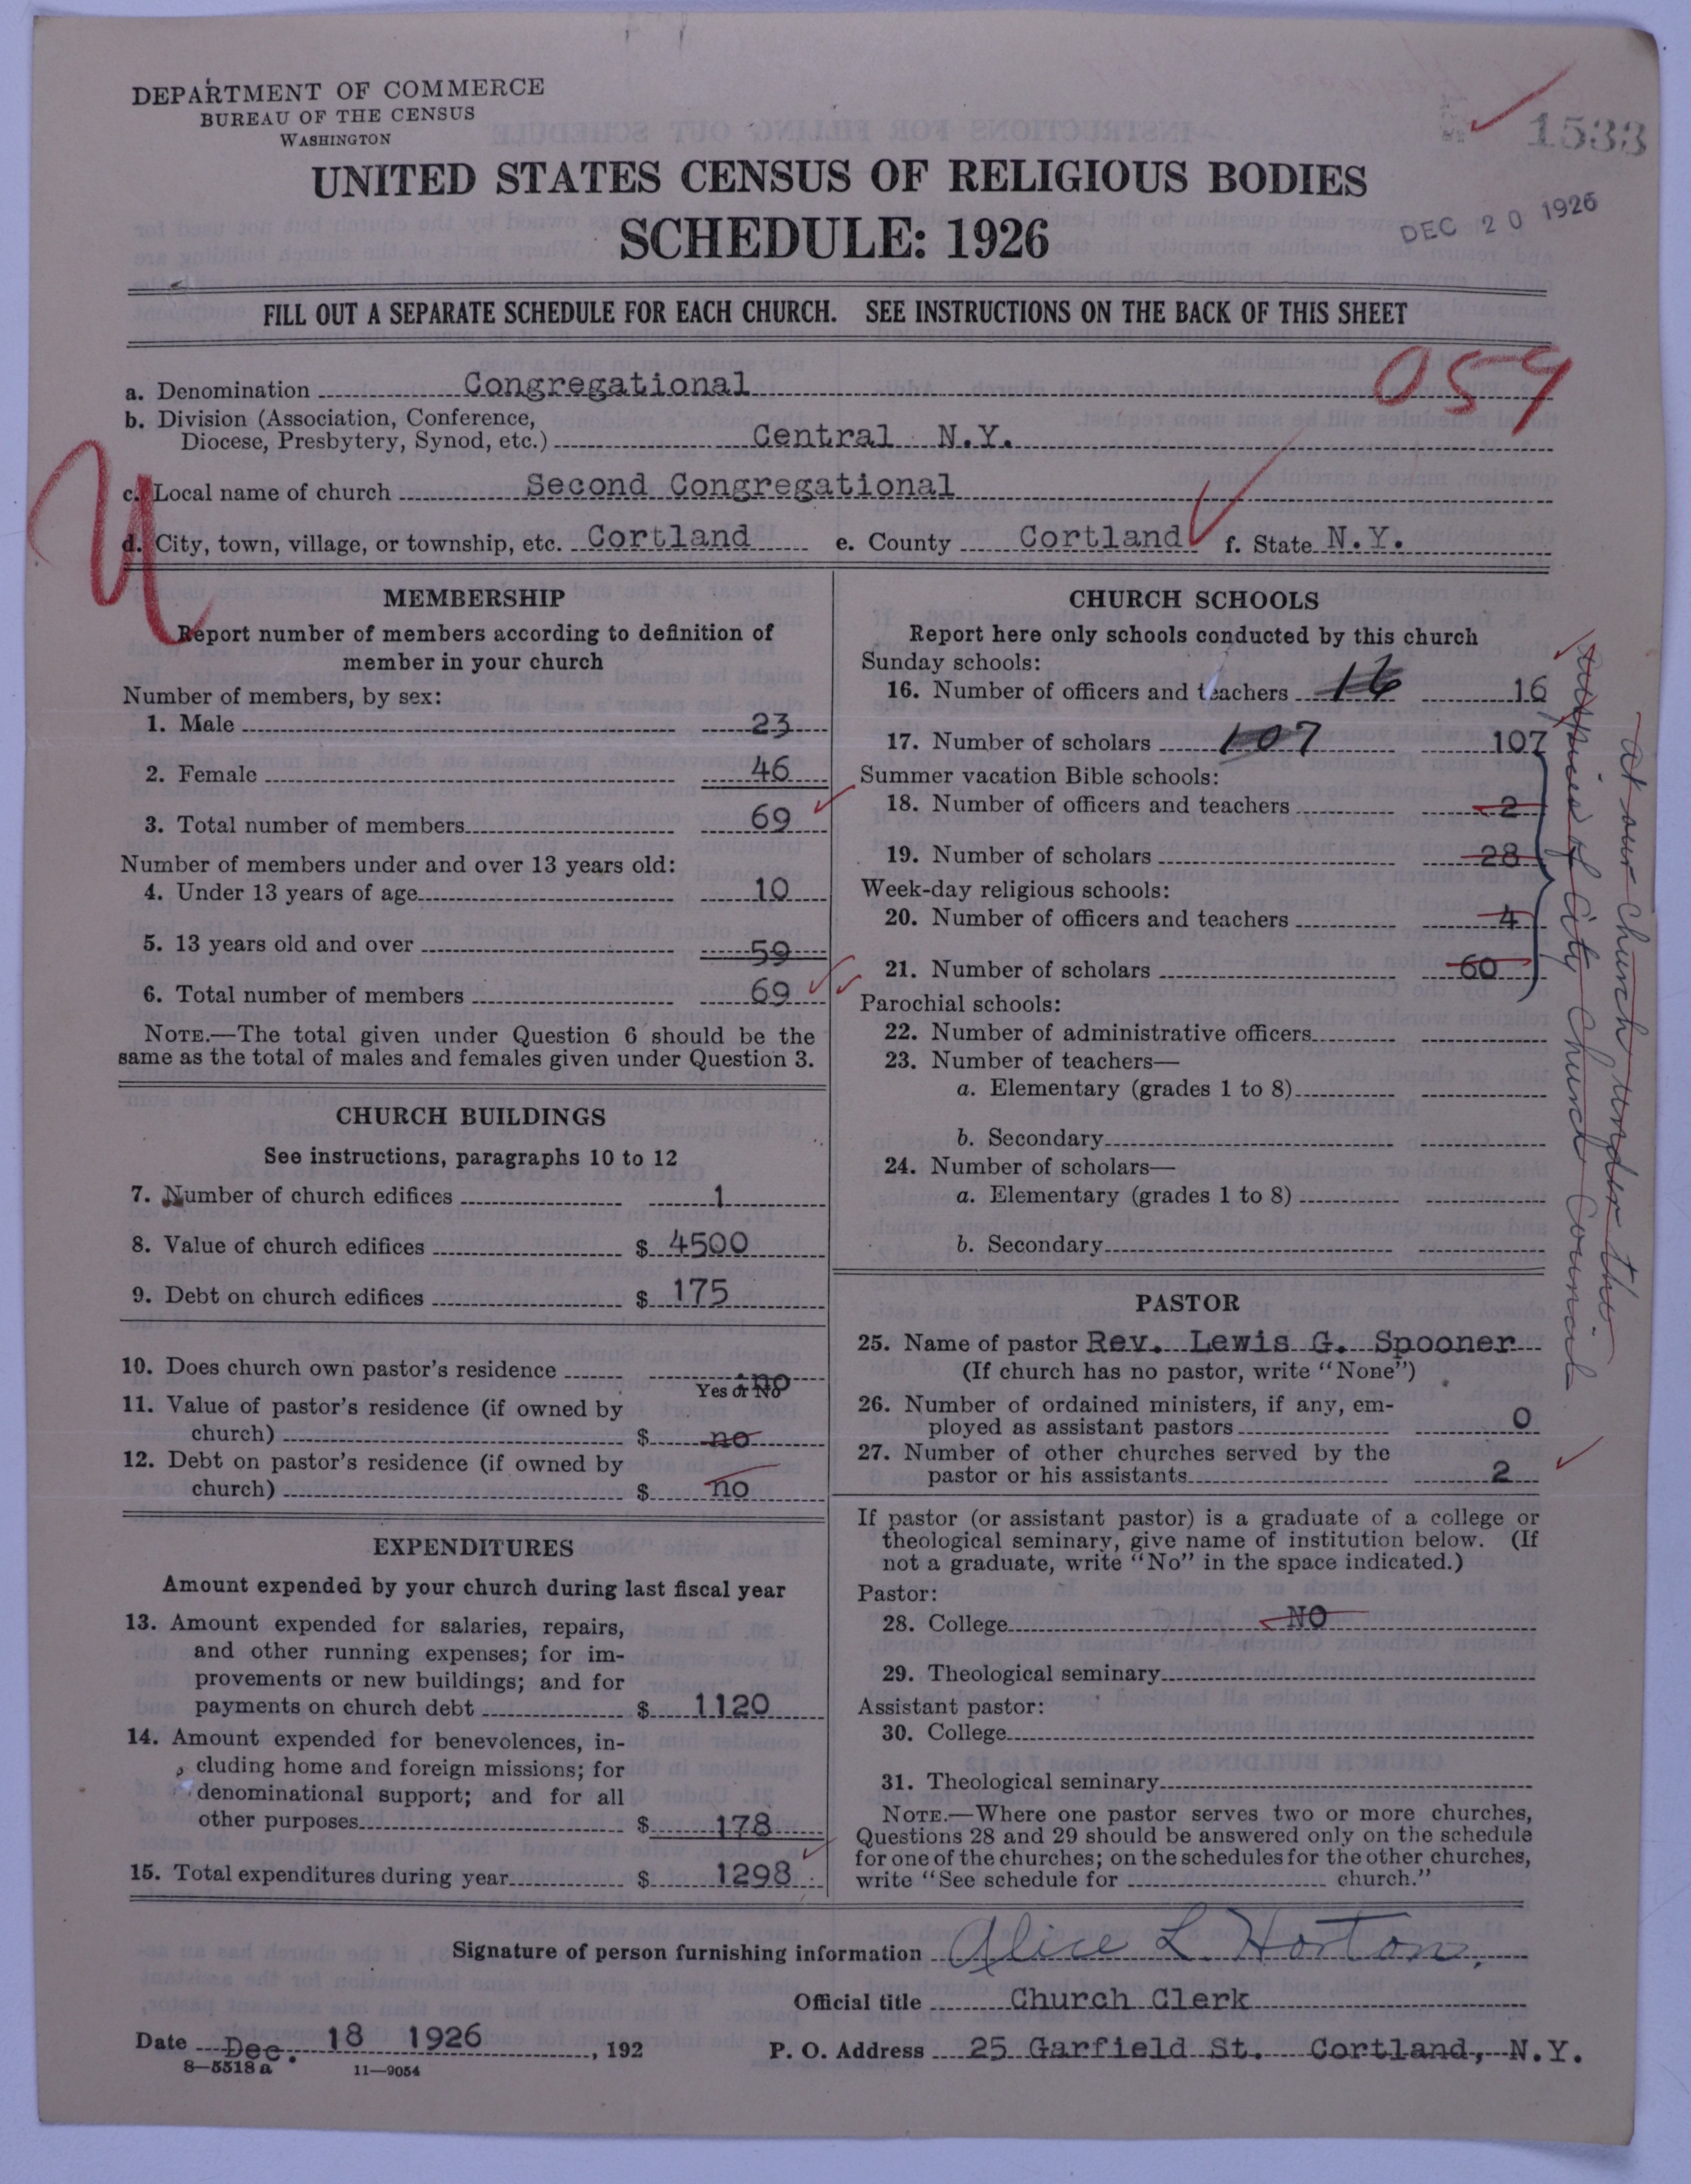 DEPARTMENT OF COMMERCE
BUREAU OF THE CENSUS
WASHINGTON
1533
UNITED STATES CENSUS OF RELIGIOUS BODIES
SCHEDULE: 1926
DEC 20 1926
FILL OUT A SEPARATE SCHEDULE FOR EACH CHURCH. SEE INSTRUCTIONS ON THE BACK OF THIS SHEET
059
a. Denomination Congregational
b. Division (Association, Conference,
Diocese, Presbytery, Synod, etc.) Central N.Y.
c. Local name of church Second Congregational
d. City, town, village, or township, etc. Cortland e. County Cortland f. State N.Y.
MEMBERSHIP
Report number of members according to definition of
member in your church
Number of members, by sex:
1. Male 23
2. Female 46
3. Total number of members 69
Number of members under and over 13 years old:
4. Under 13 years of age 10
5. 13 years old and over 59
6. Total number of members 69
NOTE.—The total given under Question 6 should be the
same as the total of males and females given under Question 3.
CHURCH BUILDINGS
See instructions, paragraphs 10 to 12
7. Number of church edifices 1
8. Value of church edifices $ 4500
9. Debt on church edifices $ 175
10. Does church own pastor's residence no
Yes or No
11. Value of pastor's residence (if owned by
church) $ no
12. Debt on pastor's residence (if owned by
church) $ no
EXPENDITURES
Amount expended by your church during last fiscal year
13. Amount expended for salaries, repairs,
and other running expenses; for im-
provements or new buildings; and for
payments on church debt $ 1120
14. Amount expended for benevolences, in-
cluding home and foreign missions; for
denominational support; and for all
other purposes $ 178
15. Total expenditures during year $ 1298
CHURCH SCHOOLS
Report here only schools conducted by this church
Sunday schools:
16. Number of officers and teachers 16 16
17. Number of scholars 107 107
Summer vacation Bible schools:
18. Number of officers and teachers 2
19. Number of scholars 28
Week-day religious schools:
20. Number of officers and teachers 4
21. Number of scholars 60
Parochial schools:
22. Number of administrative officers
23. Number of teachers—
a. Elementary (grades 1 to 8)
b. Secondary
24. Number of scholars—
a. Elementary (grades 1 to 8)
b. Secondary
at our church under the
auspices of City Church Council
PASTOR
25. Name of pastor Rev. Lewis G. Spooner
(If church has no pastor, write "None")
26. Number of ordained ministers, if any, em-
ployed as assistant pastors 0
27. Number of other churches served by the
pastor or his assistants 2
If pastor (or assistant pastor) is a graduate of a college or
theological seminary, give name of institution below. (If
not a graduate, write "No" in the space indicated.)
Pastor:
28. College NO
29. Theological seminary
Assistant pastor:
30. College
31. Theological seminary
NOTE.—Where one pastor serves two or more churches,
Questions 28 and 29 should be answered only on the schedule
for one of the churches; on the schedules for the other churches,
write "See schedule for church."
Signature of person furnishing information Alice L. Horton,
Official title Church Clerk
Date Dec. 18 1926, 192
P. O. Address 25 Garfield St. Cortland, N.Y.
8—5518 a 11—9054